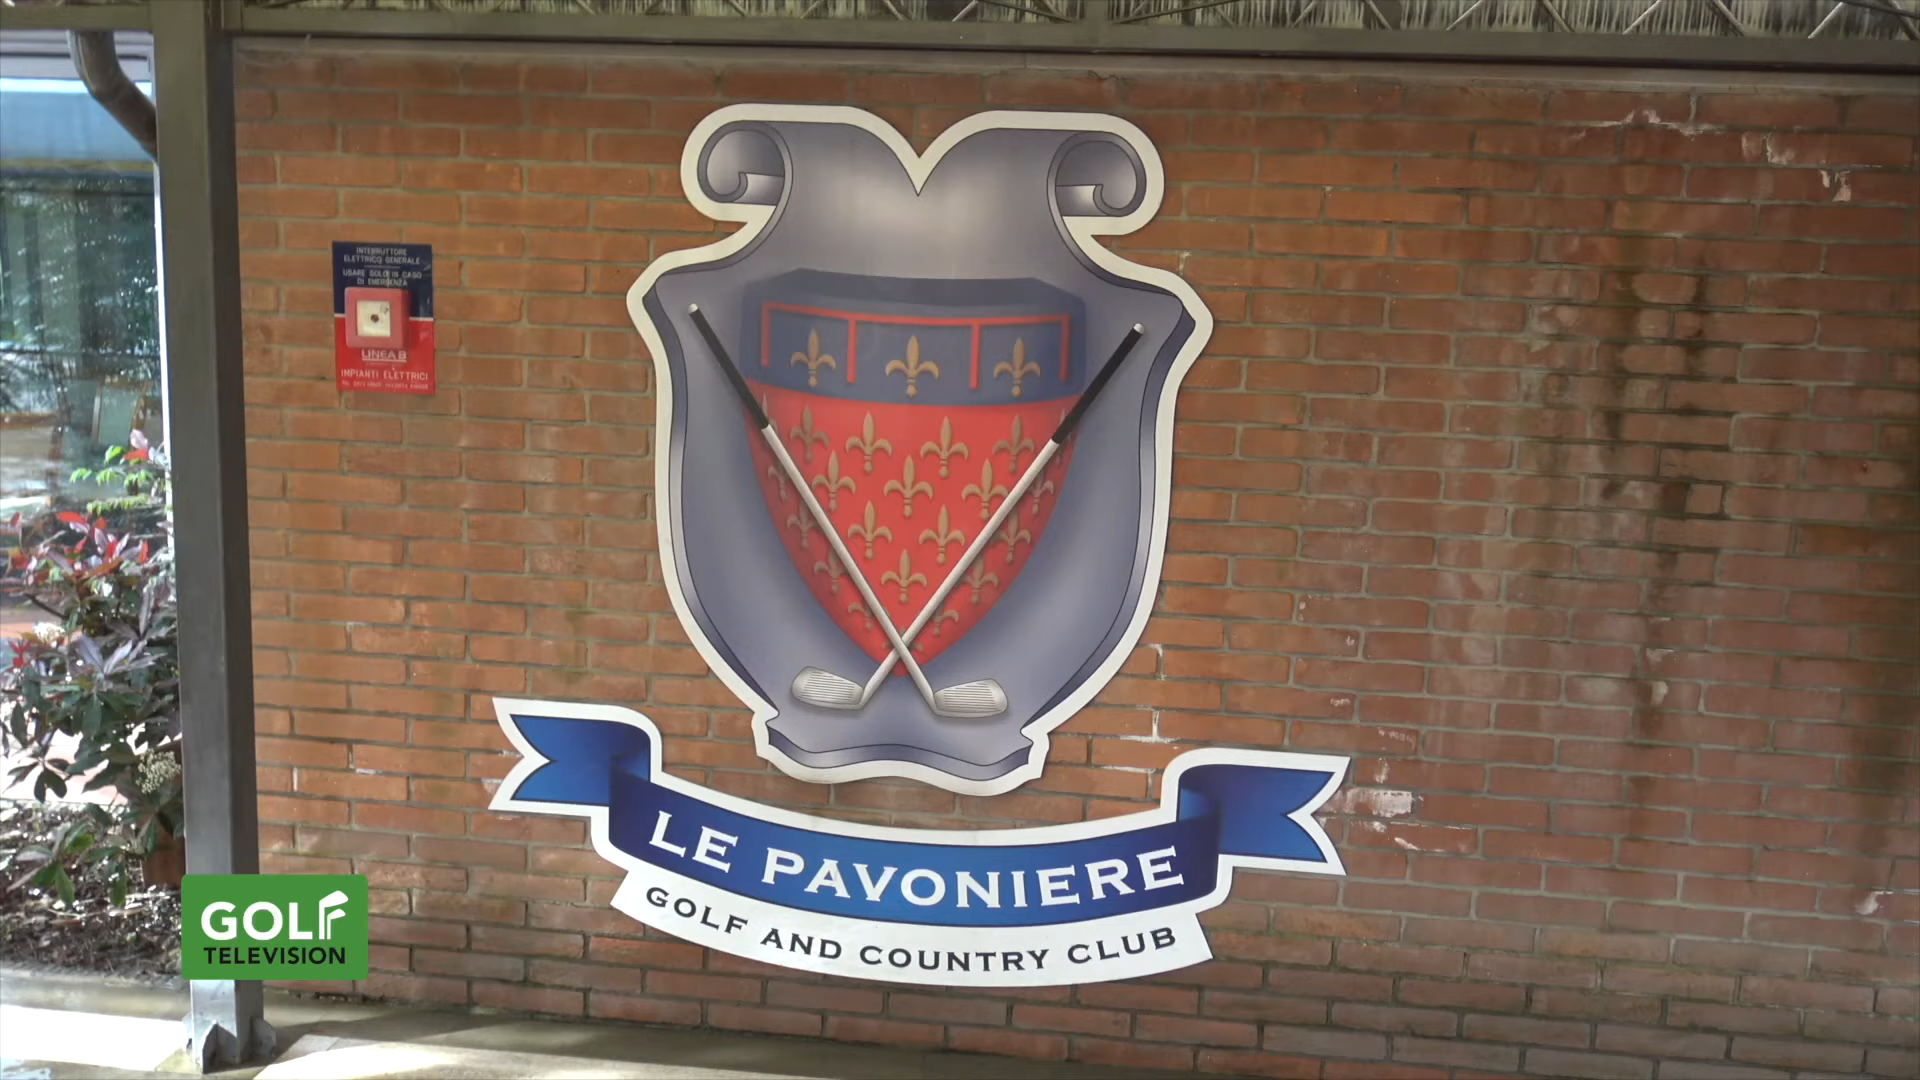 INTERRUTTORE
ELETTRICO GENERALE
USARE SOLO IN CASO
DI EMERGENZA
LINEA B
IMPIANTI ELETTRICI
LE PAVONIERE
GOLF AND COUNTRY CLUB
GOLF
TELEVISION